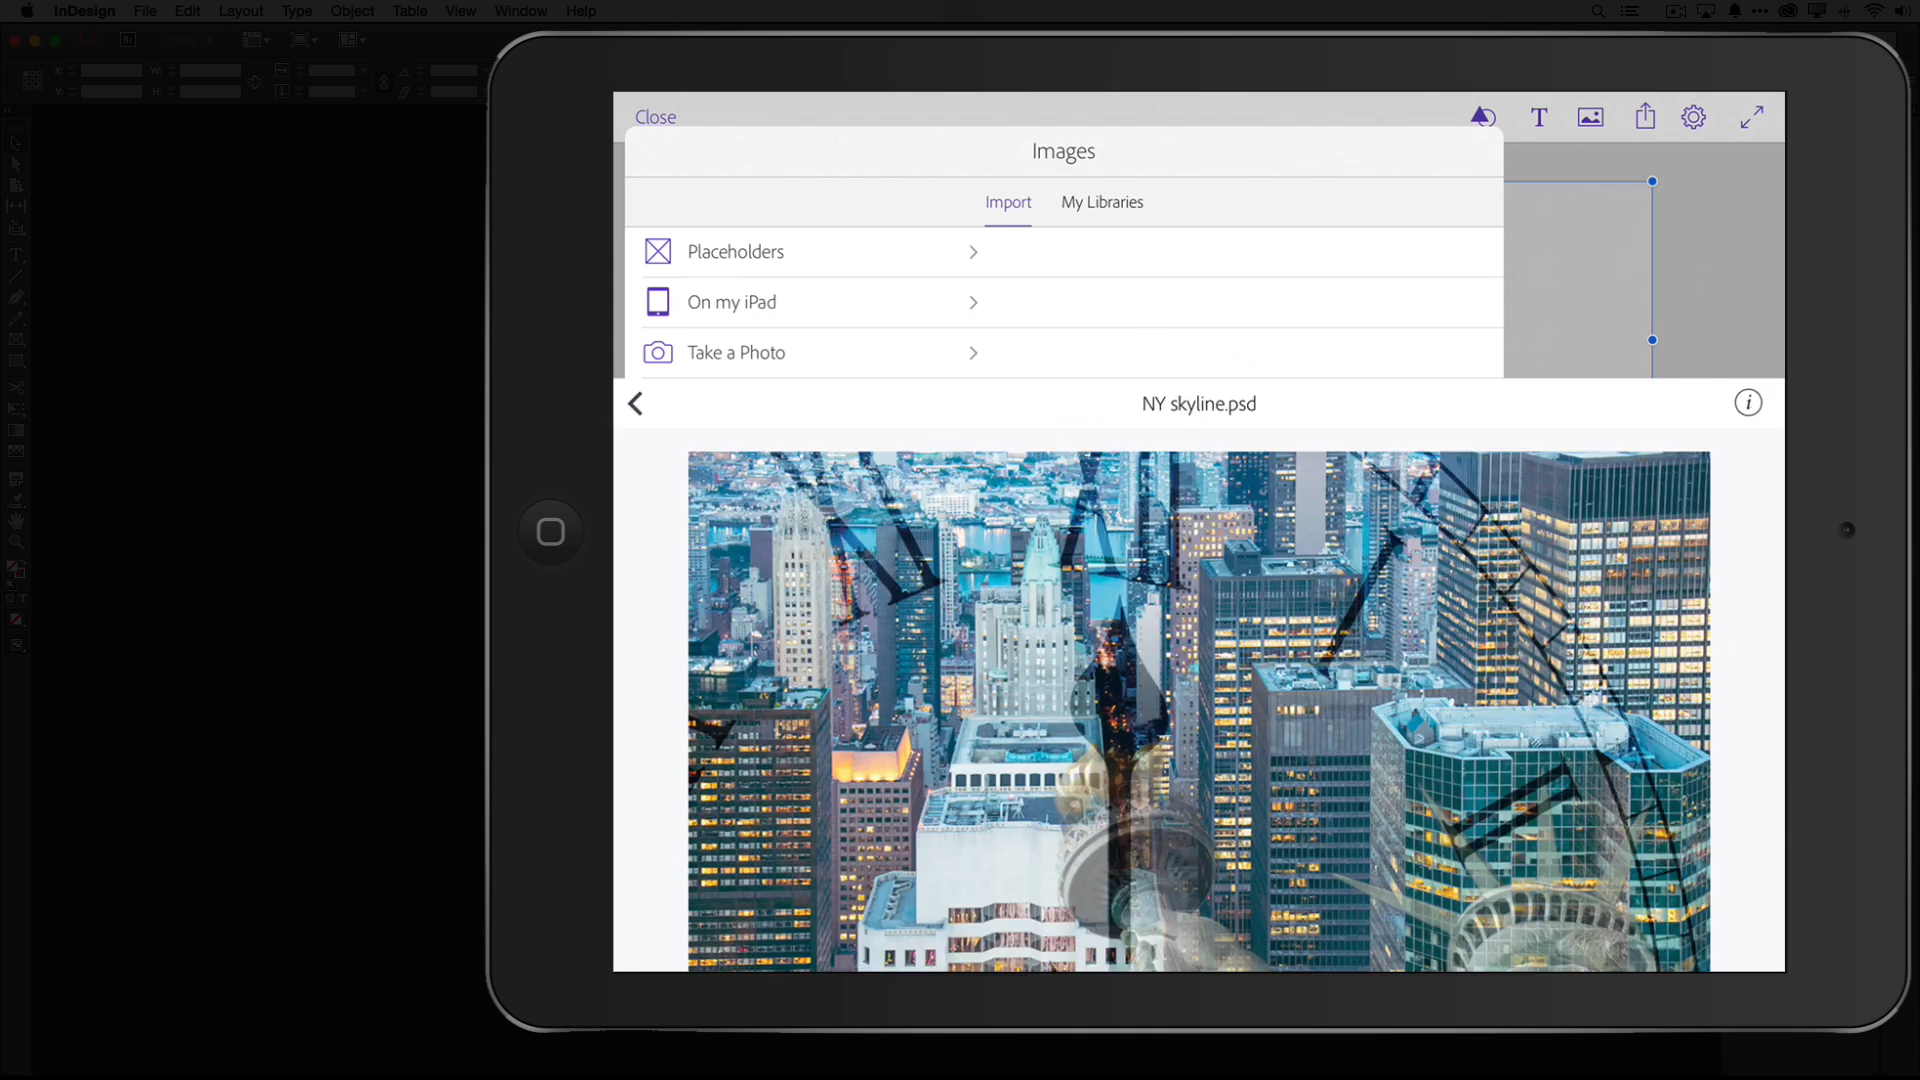 InDesign File Edit Layout Type Object Table View Window Help
Br
X: W:
Y: H:
Close
T
Images
Import My Libraries
Placeholders
On my iPad
Take a Photo
NY skyline.psd
i